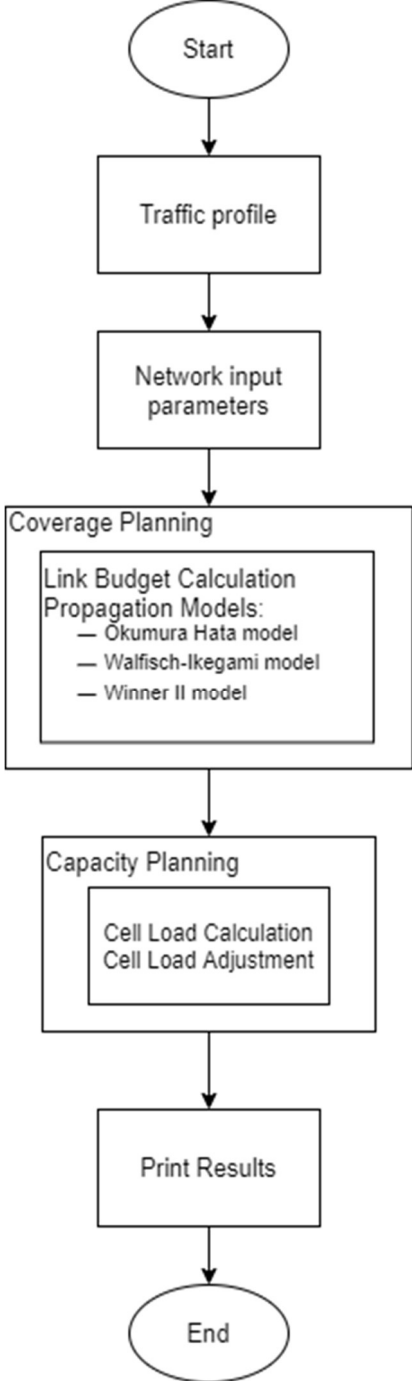 Start
Traffic profile
Network input
parameters
Coverage Planning
Link Budget Calculation
Propagation Models:
— Okumura Hata model
— Walfisch-Ikegami model
— Winner II model
Capacity Planning
Cell Load Calculation
Cell Load Adjustment
Print Results
End